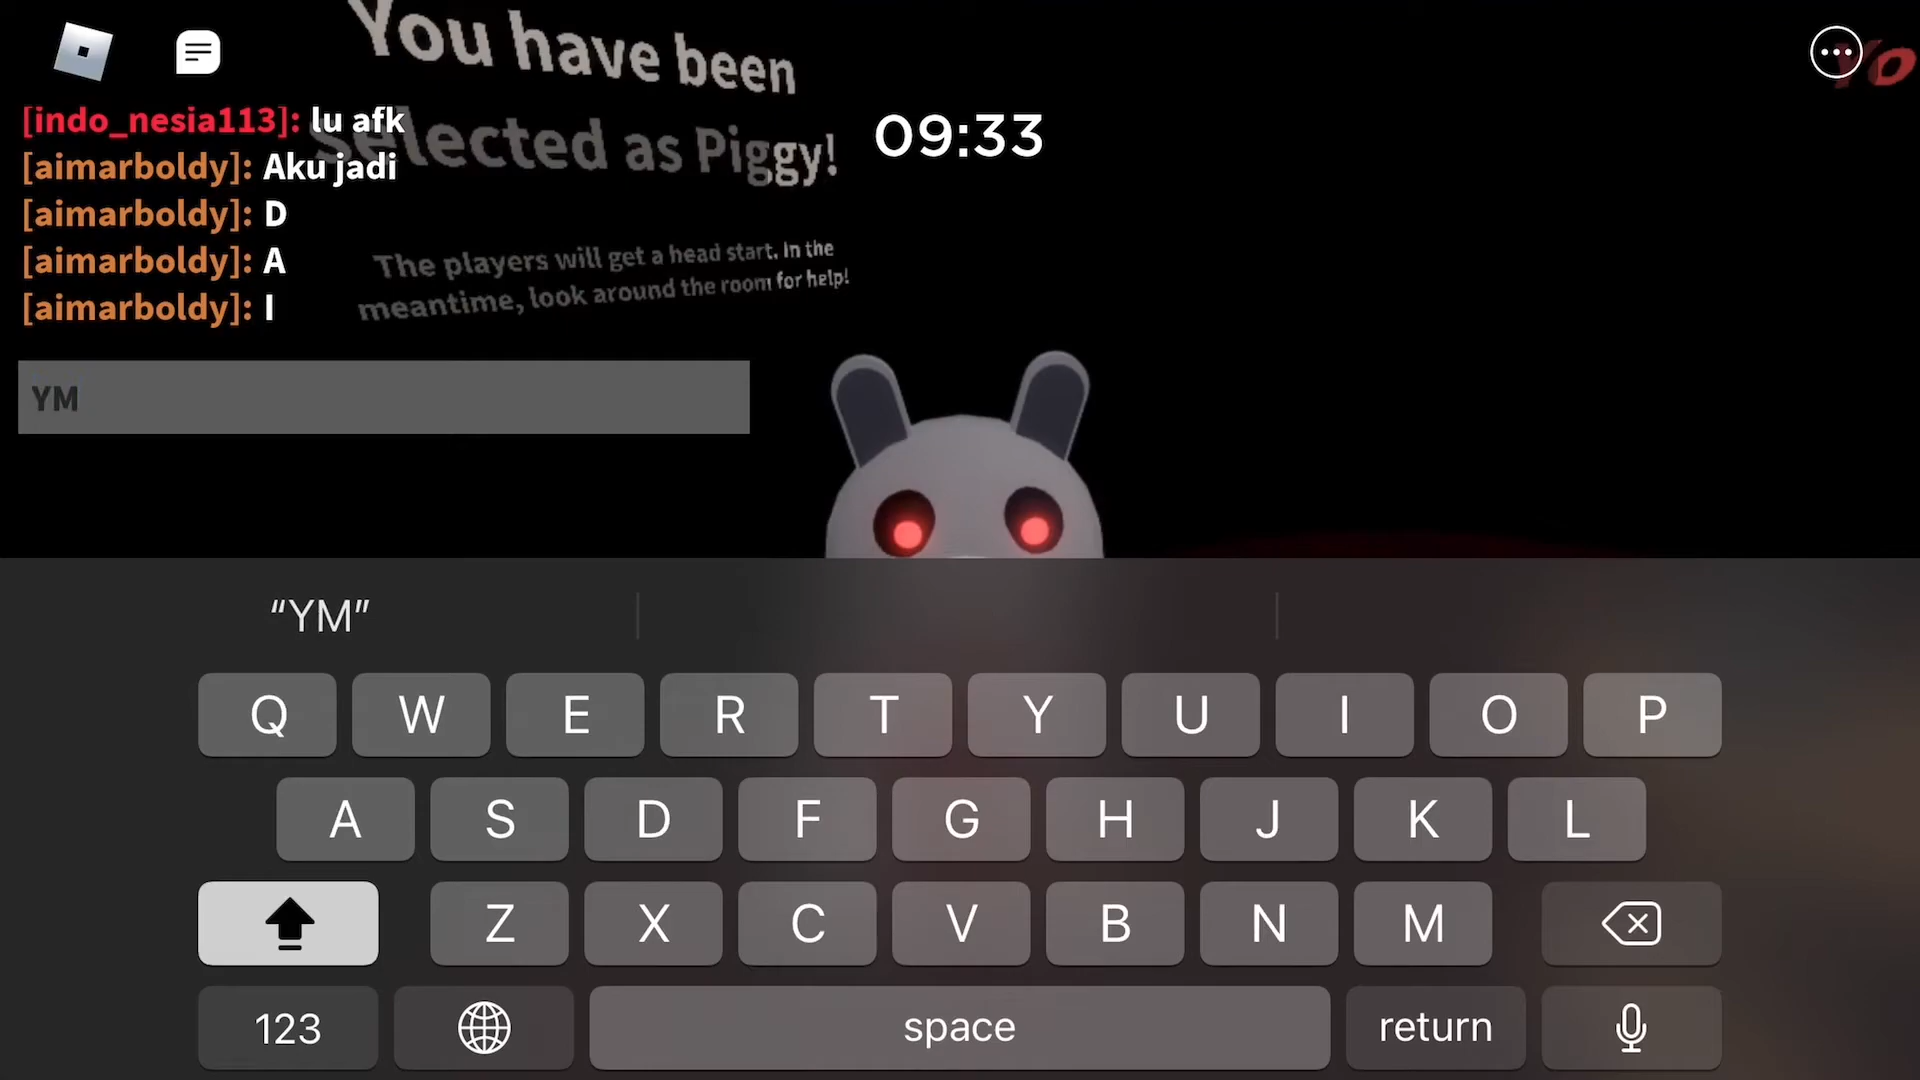 You have been
selected as Piggy!
The players will get a head start. In the
meantime, look around the room for help!
Yo
09:33
[indo_nesia113]: lu afk
[aimarboldy]: Aku jadi
[aimarboldy]: D
[aimarboldy]: A
[aimarboldy]: I
YM
“YM”
Q W E R T Y U I O P
A S D F G H J K L
Z X C V B N M
123 space return